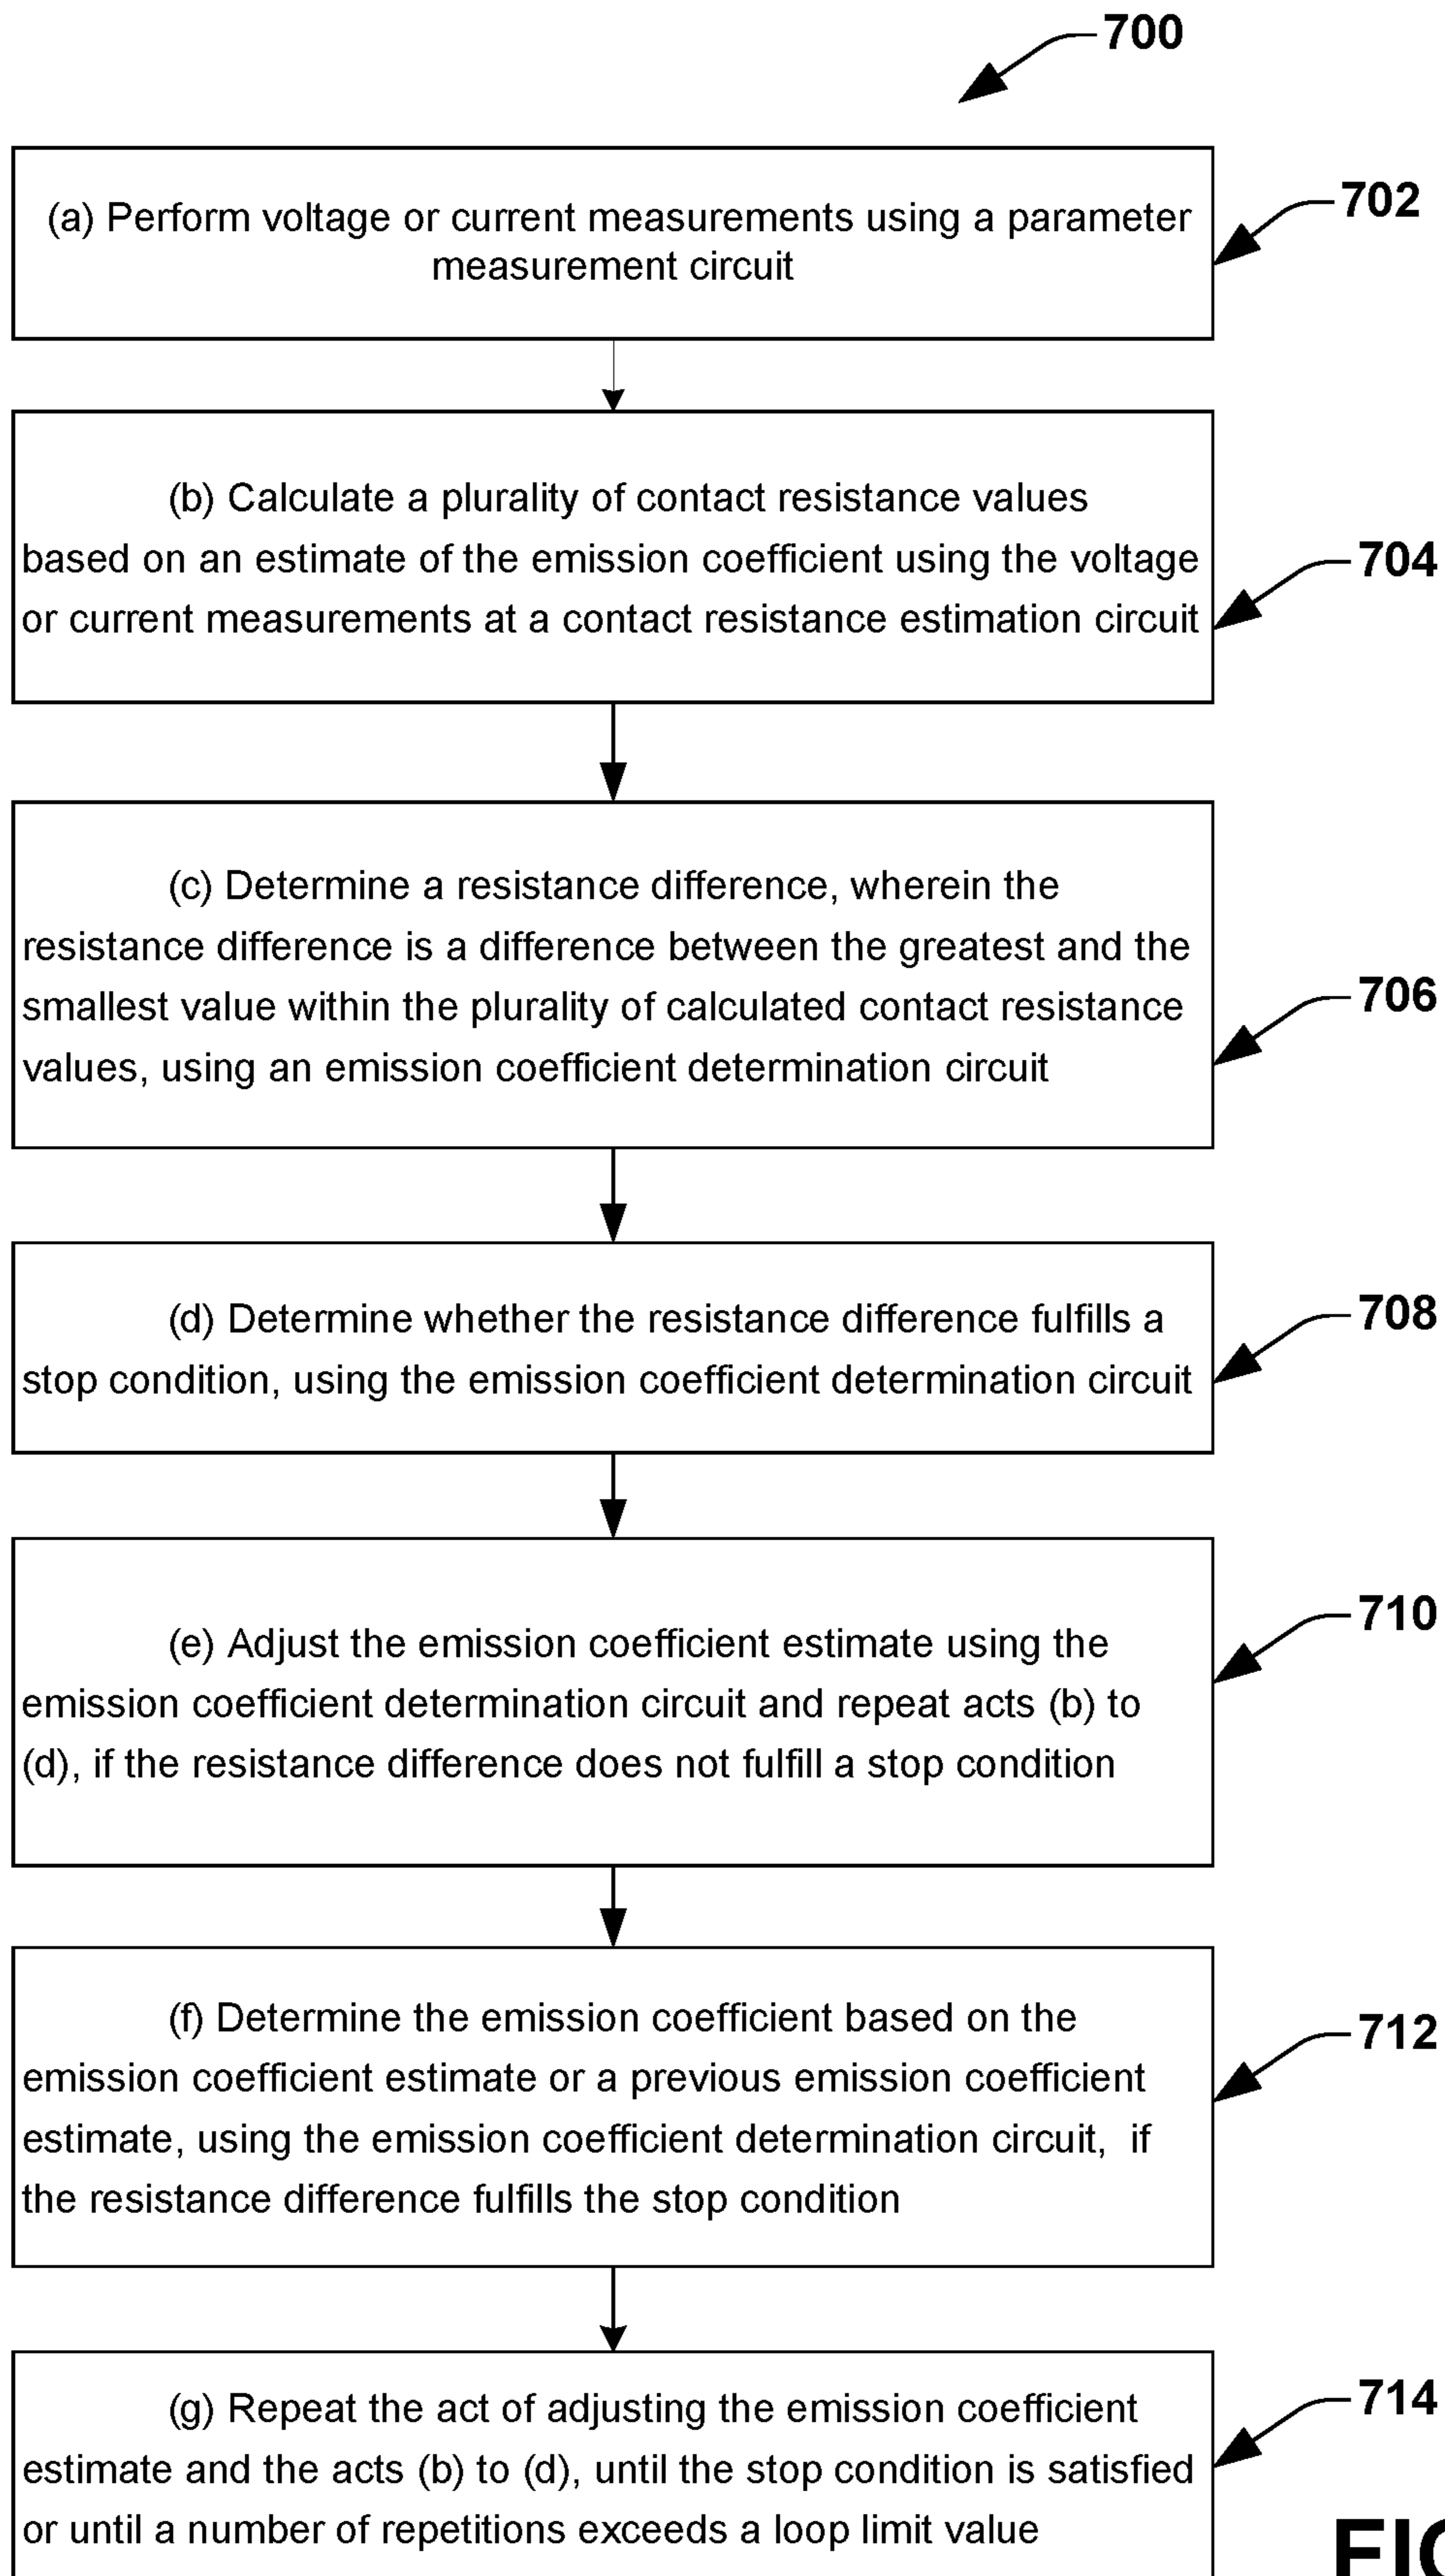 700
(a) Perform voltage or current measurements using a parameter
measurement circuit
702
(b) Calculate a plurality of contact resistance values
based on an estimate of the emission coefficient using the voltage
or current measurements at a contact resistance estimation circuit
704
(c) Determine a resistance difference, wherein the
resistance difference is a difference between the greatest and the
smallest value within the plurality of calculated contact resistance
values, using an emission coefficient determination circuit
706
(d) Determine whether the resistance difference fulfills a
stop condition, using the emission coefficient determination circuit
708
(e) Adjust the emission coefficient estimate using the
emission coefficient determination circuit and repeat acts (b) to
(d), if the resistance difference does not fulfill a stop condition
710
(f) Determine the emission coefficient based on the
emission coefficient estimate or a previous emission coefficient
estimate, using the emission coefficient determination circuit, if
the resistance difference fulfills the stop condition
712
(g) Repeat the act of adjusting the emission coefficient
estimate and the acts (b) to (d), until the stop condition is satisfied
or until a number of repetitions exceeds a loop limit value
714